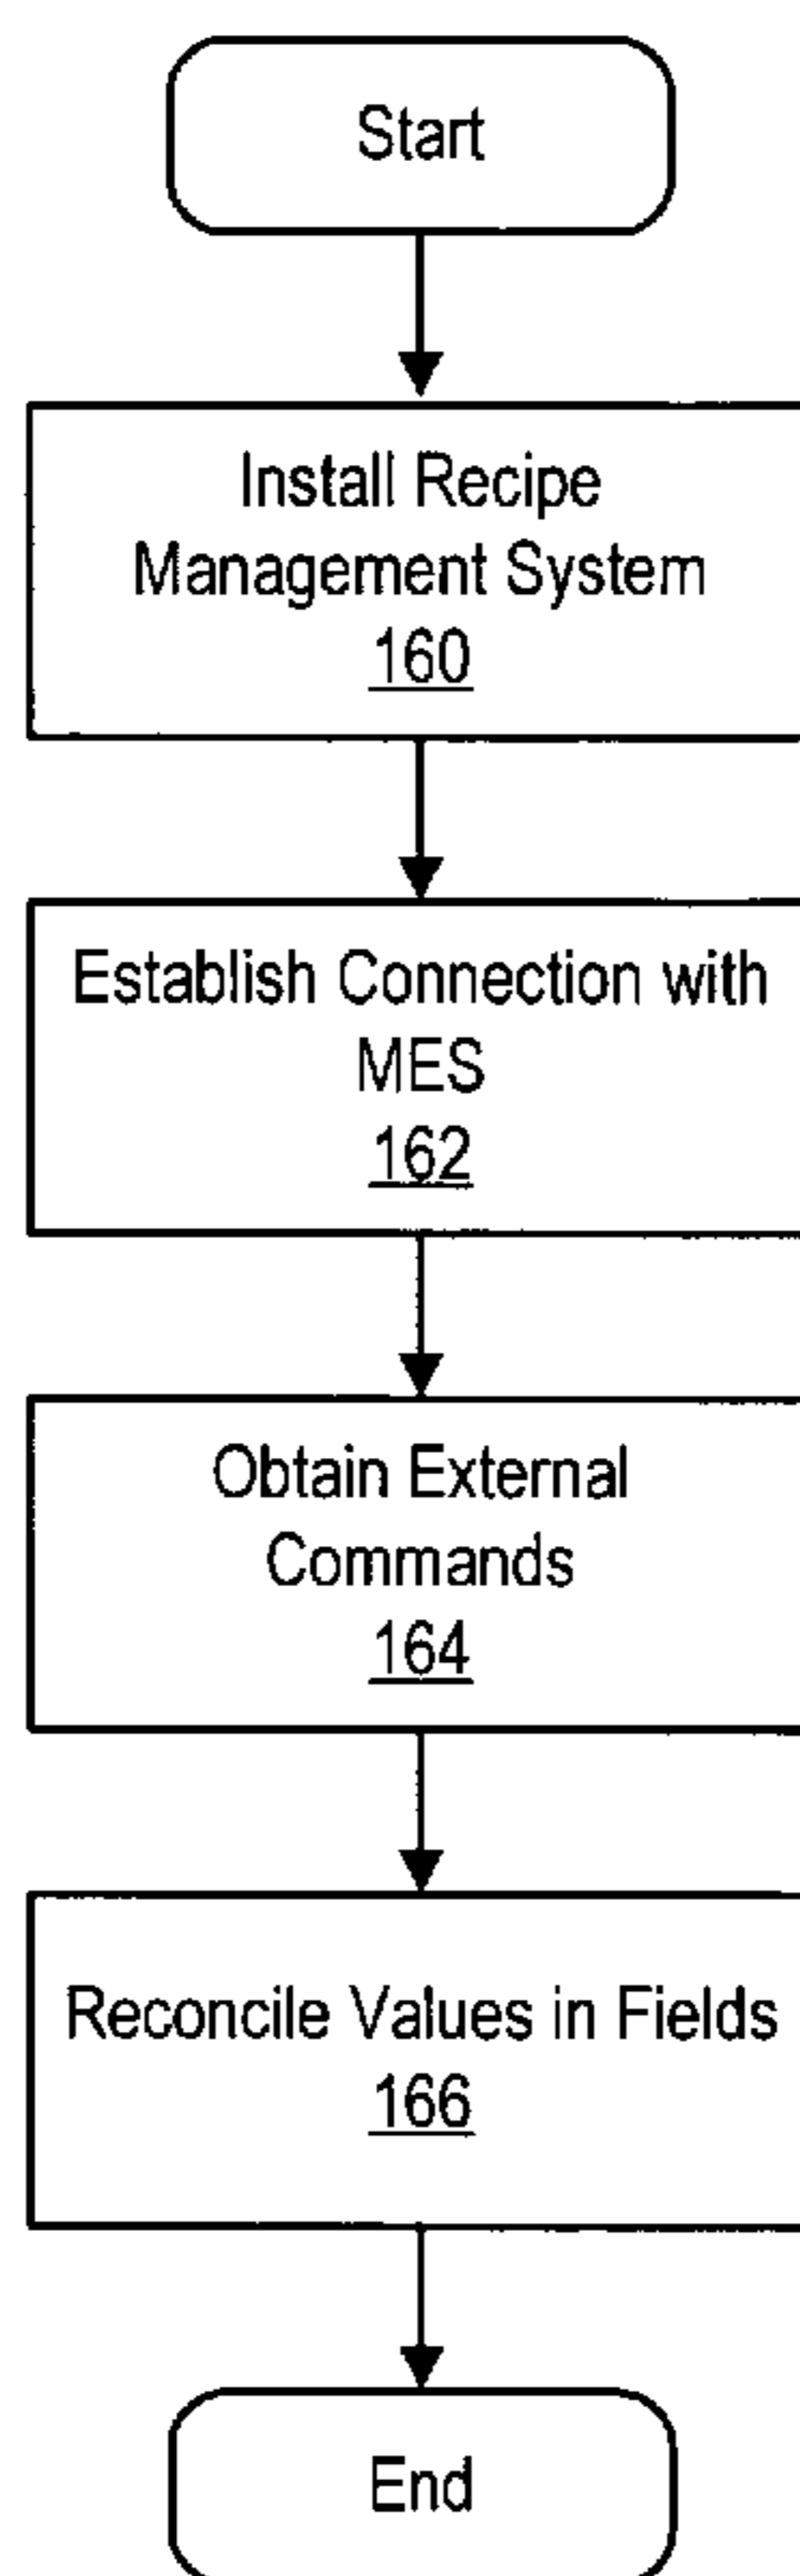 Start
Install Recipe
Management System
160
Establish Connection with
MES
162
Obtain External
Commands
164
Reconcile Values in Fields
166
End